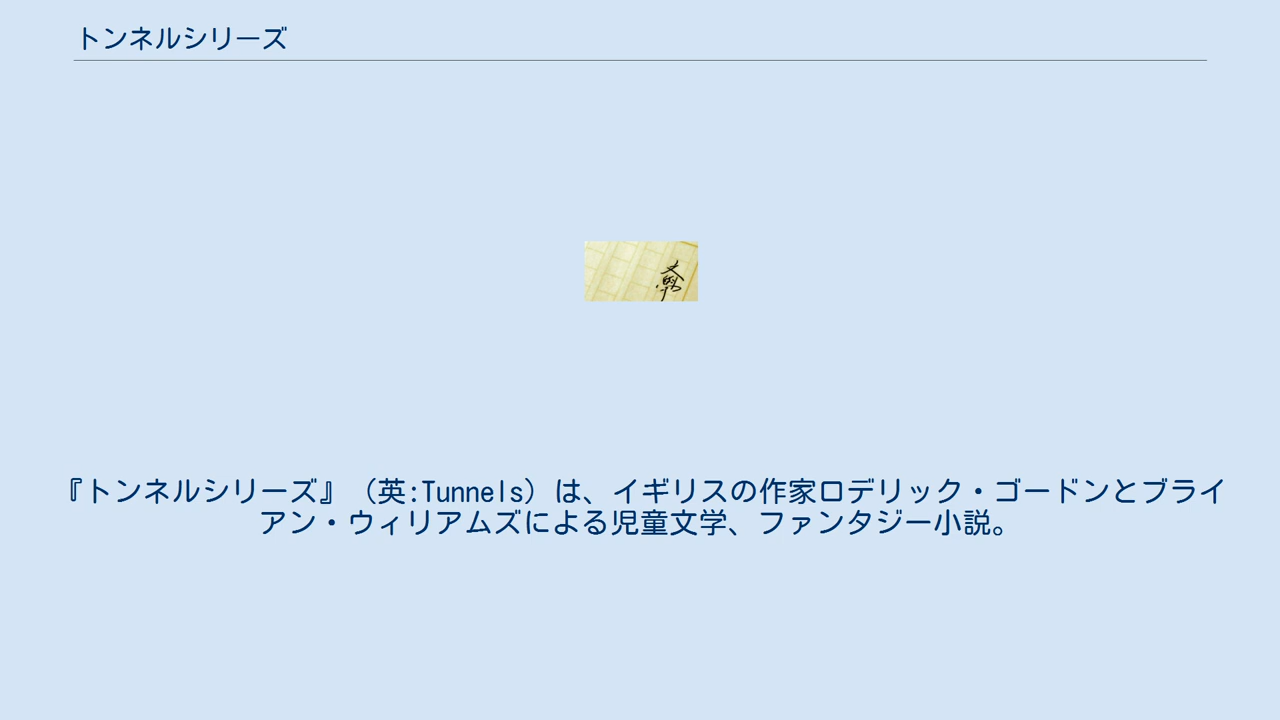 トンネルシリーズ
『トンネルシリーズ』（英:Tunnels）は、イギリスの作家ロデリック・ゴードンとブライ
アン・ウィリアムズによる児童文学、ファンタジー小説。